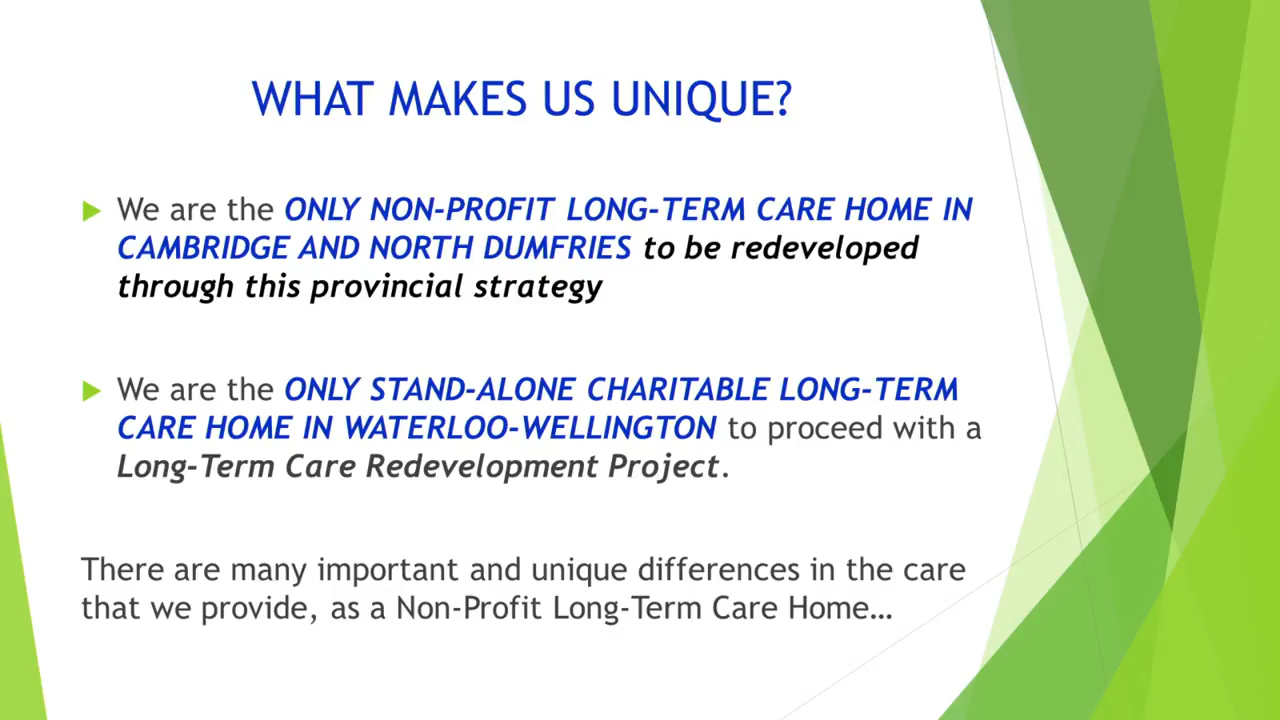 WHAT MAKES US UNIQUE?
We are the ONLY NON-PROFIT LONG-TERM CARE HOME IN
CAMBRIDGE AND NORTH DUMFRIES to be redeveloped
through this provincial strategy
We are the ONLY STAND-ALONE CHARITABLE LONG-TERM
CARE HOME IN WATERLOO-WELLINGTON to proceed with a
Long-Term Care Redevelopment Project.
There are many important and unique differences in the care
that we provide, as a Non-Profit Long-Term Care Home…